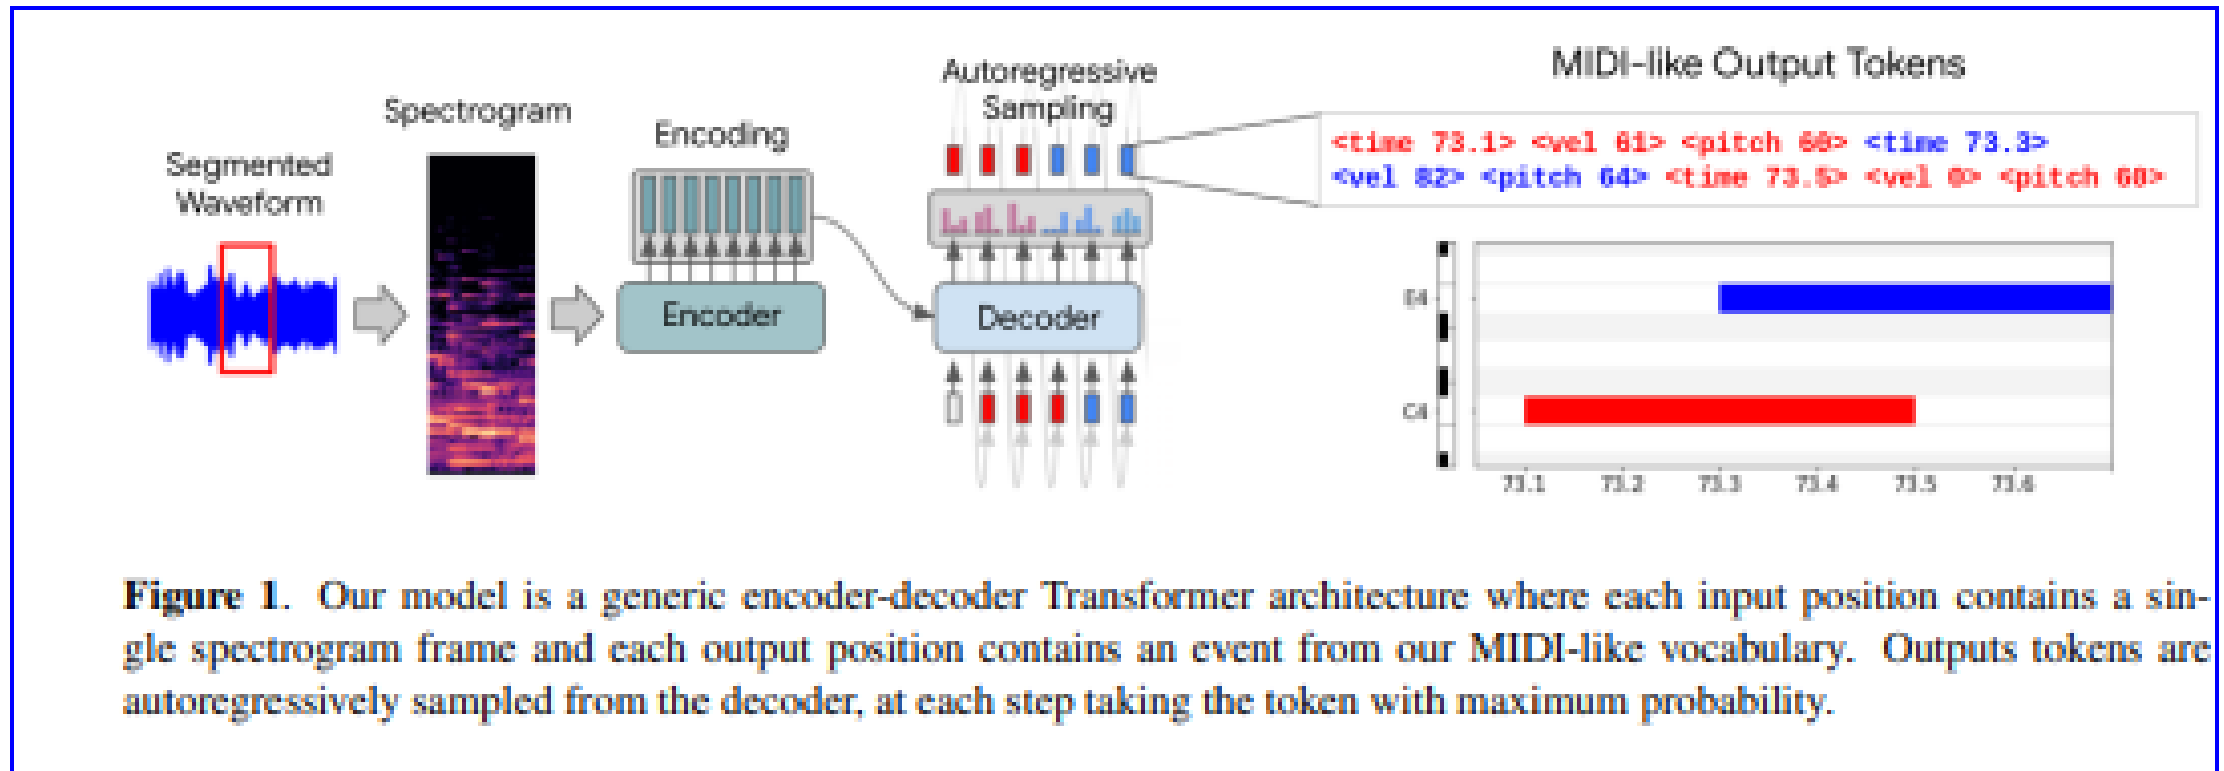 Segmented
Waveform
Spectrogram
Encoding
Encoder
Autoregressive
Sampling
Decoder
MIDI-like Output Tokens
<time 73.1> <vel 61> <pitch 60> <time 73.3>
<vel 82> <pitch 64> <time 73.5> <vel 0> <pitch 60>
E4
C4
73.1 73.2 73.3 73.4 73.5 73.6
Figure 1. Our model is a generic encoder-decoder Transformer architecture where each input position contains a sin-
gle spectrogram frame and each output position contains an event from our MIDI-like vocabulary. Outputs tokens are
autoregressively sampled from the decoder, at each step taking the token with maximum probability.